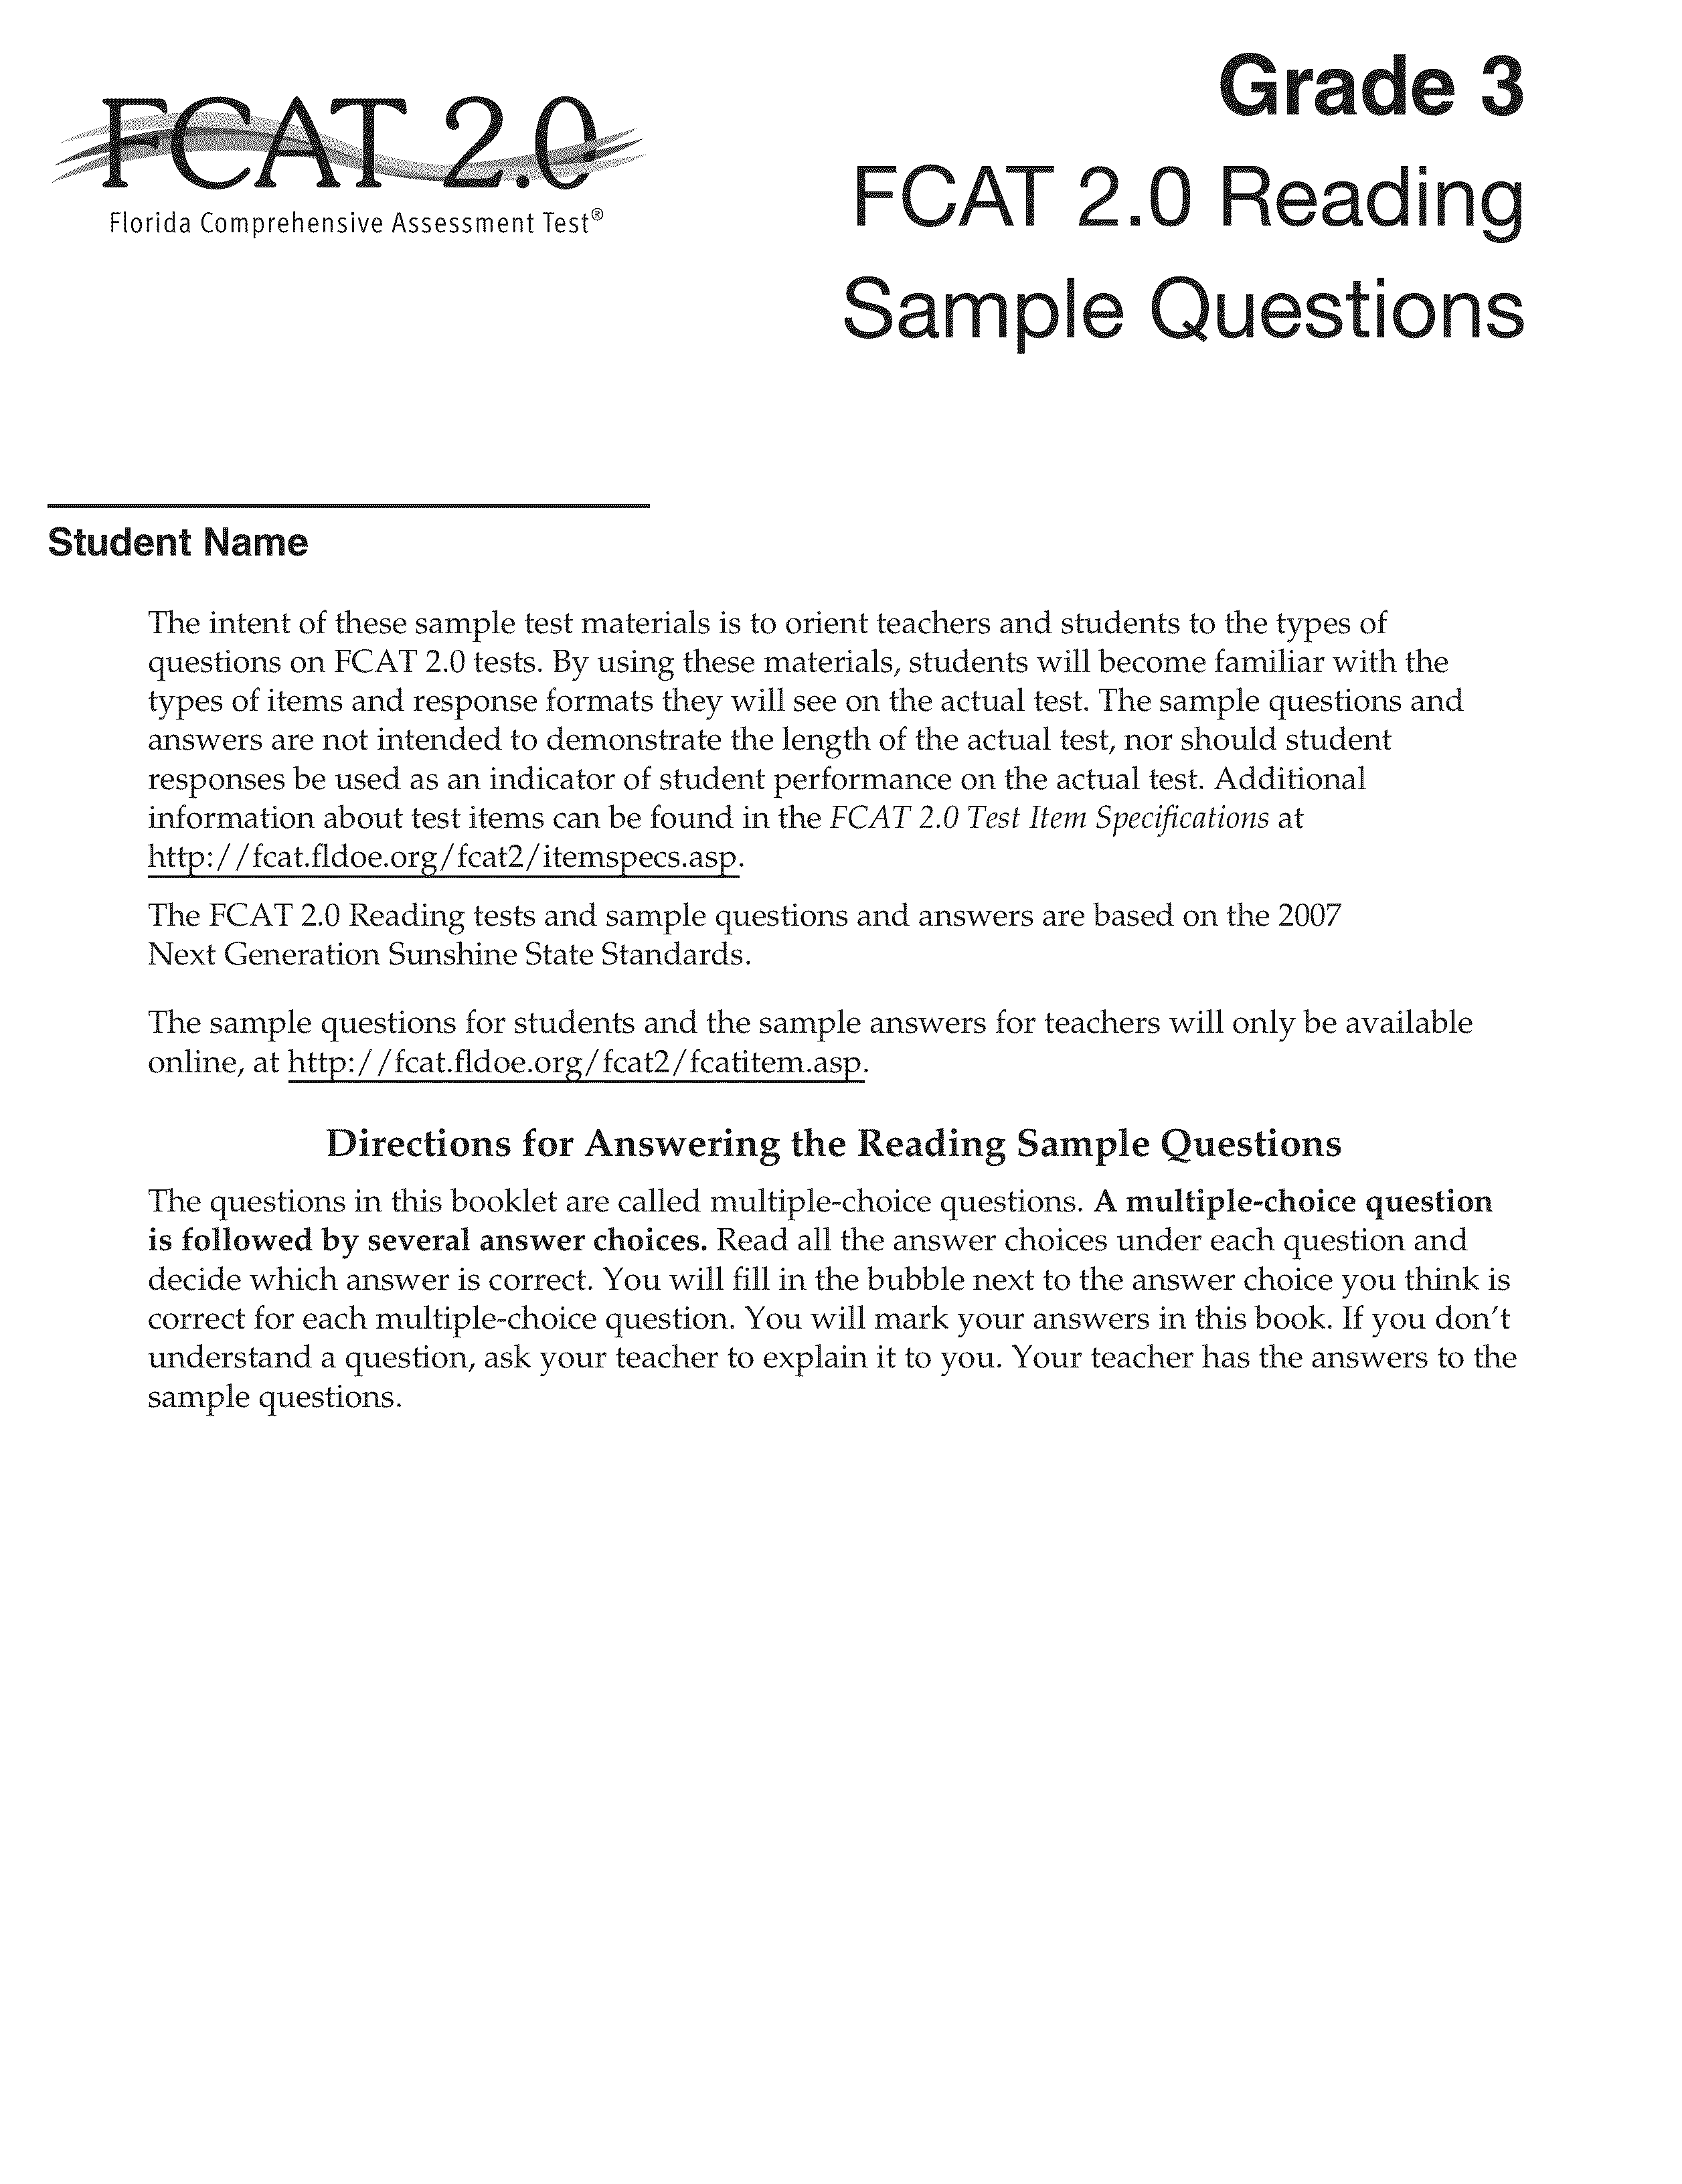 FCAT 2.0
Florida Comprehensive Assessment Test®
Grade 3
FCAT 2.0 Reading
Sample Questions
Student Name
The intent of these sample test materials is to orient teachers and students to the types of
questions on FCAT 2.0 tests. By using these materials, students will become familiar with the
types of items and response formats they will see on the actual test. The sample questions and
answers are not intended to demonstrate the length of the actual test, nor should student
responses be used as an indicator of student performance on the actual test. Additional
information about test items can be found in the FCAT 2.0 Test Item Specifications at
http://fcat.fldoe.org/fcat2/itemspecs.asp.
The FCAT 2.0 Reading tests and sample questions and answers are based on the 2007
Next Generation Sunshine State Standards.
The sample questions for students and the sample answers for teachers will only be available
online, at http://fcat.fldoe.org/fcat2/fcatitem.asp.
Directions for Answering the Reading Sample Questions
The questions in this booklet are called multiple-choice questions. A multiple-choice question
is followed by several answer choices. Read all the answer choices under each question and
decide which answer is correct. You will fill in the bubble next to the answer choice you think is
correct for each multiple-choice question. You will mark your answers in this book. If you don't
understand a question, ask your teacher to explain it to you. Your teacher has the answers to the
sample questions.